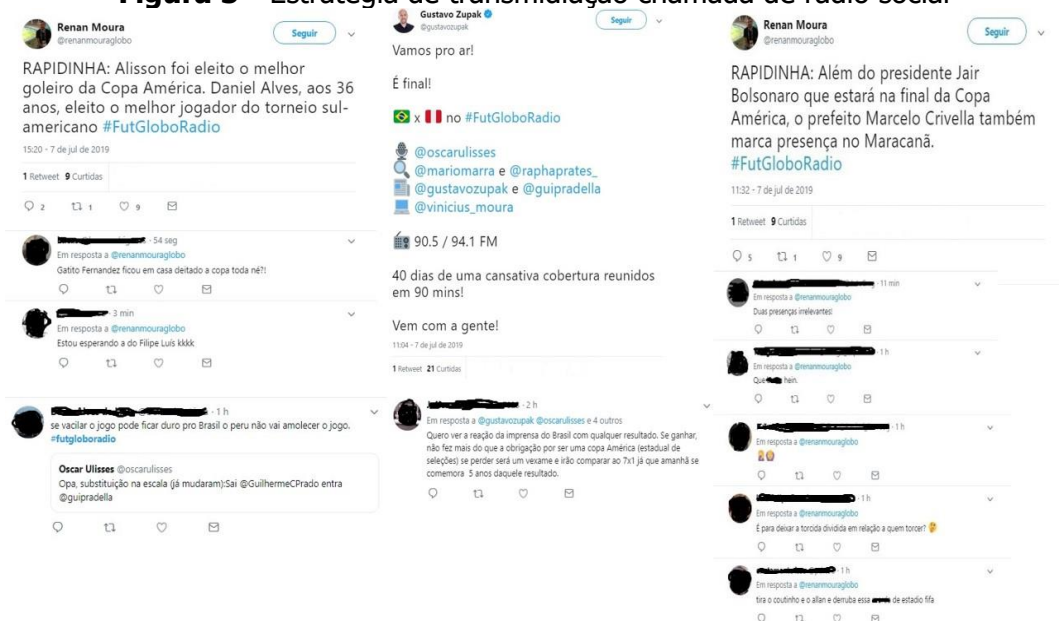 Figura 3 – Estratégia de transmidiação chamada de rádio social
Renan Moura
@renanmouraglobo
Seguir
RAPIDINHA: Alisson foi eleito o melhor
goleiro da Copa América. Daniel Alves, aos 36
anos, eleito o melhor jogador do torneio sul-
americano #FutGloboRadio
15:20 - 7 de jul de 2019
1 Retweet 9 Curtidas
2 1 9
- 54 seg
Em resposta a @renanmouraglobo
Gatito Fernandez ficou em casa deitado a copa toda né?!
- 3 min
Em resposta a @renanmouraglobo
Estou esperando a do Filipe Luís kkkk
- 1 h
se vacilar o jogo pode ficar duro pro Brasil o peru não vai amolecer o jogo.
#futgloboradio
Oscar Ulisses @oscarulisses
Opa, substituição na escala (já mudaram):Sai @GuilhermeCPrado entra
@guipradella
Gustavo Zupak
@gustavozupak
Seguir
Vamos pro ar!
É final!
🇧🇷 x 🇵🇪 no #FutGloboRadio
🎙 @oscarulisses
🔍 @mariomarra e @raphaprates_
📰 @gustavozupak e @guipradella
💻 @vinicius_moura
📻 90.5 / 94.1 FM
40 dias de uma cansativa cobertura reunidos
em 90 mins!
Vem com a gente!
11:04 - 7 de jul de 2019
1 Retweet 21 Curtidas
- 2 h
Em resposta a @gustavozupak @oscarulisses e 4 outros
Quero ver a reação da imprensa do Brasil com qualquer resultado. Se ganhar,
não fez mais do que a obrigação por ser uma copa América (estadual de
seleções) se perder será um vexame e irão comparar ao 7x1 já que amanhã se
comemora 5 anos daquele resultado.
Renan Moura
@renanmouraglobo
Seguir
RAPIDINHA: Além do presidente Jair
Bolsonaro que estará na final da Copa
América, o prefeito Marcelo Crivella também
marca presença no Maracanã.
#FutGloboRadio
11:32 - 7 de jul de 2019
1 Retweet 9 Curtidas
5 1 9
- 11 min
Em resposta a @renanmouraglobo
Duas presenças irrelevantes!
- 1 h
Em resposta a @renanmouraglobo
Que hein.
- 1 h
Em resposta a @renanmouraglobo
- 1 h
Em resposta a @renanmouraglobo
É para deixar a torcida dividida em relação a quem torcer? 🤔
- 1 h
Em resposta a @renanmouraglobo
tira o coutinho e o allan e derruba essa de estadio fifa